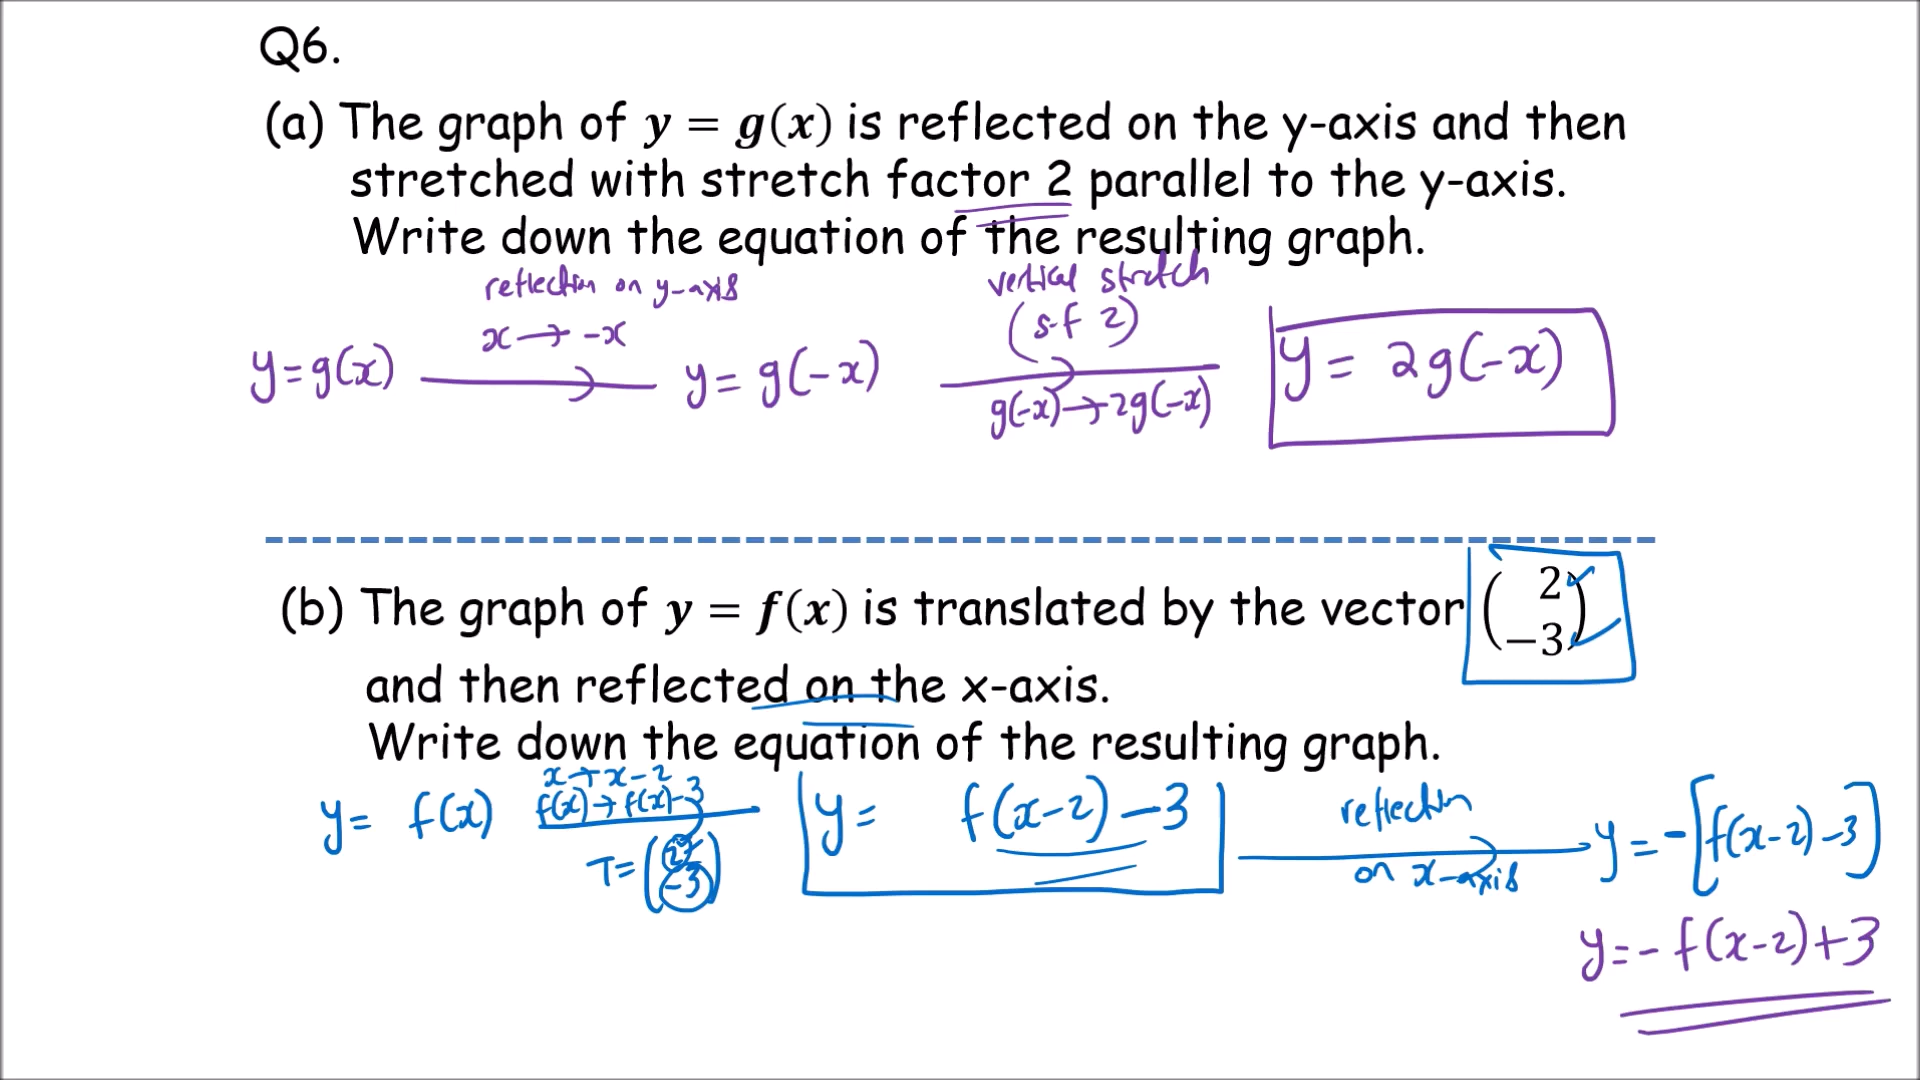 Q6.
(a) The graph of y = g(x) is reflected on the y-axis and then
stretched with stretch factor 2 parallel to the y-axis.
Write down the equation of the resulting graph.
reflection on y-axis
vertical stretch
x → -x
(s.f 2)
y=g(x)
y= g(-x)
y= 2g(-x)
g(-x)→2g(-x)
(b) The graph of y = f(x) is translated by the vector (2 -3)
and then reflected on the x-axis.
Write down the equation of the resulting graph.
x→x-2
y= f(x)
f(x)→f(x)-3
y= f(x-2)-3
reflection
on x-axis
y=-[f(x-2)-3]
T=(2 -3)
y=-f(x-2)+3